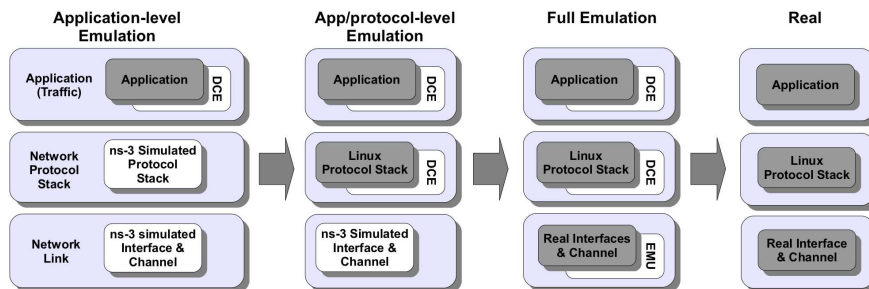 Application-level
Emulation
App/protocol-level
Emulation
Full Emulation
Real
Application
(Traffic)
Application
DCE
Application
DCE
Application
DCE
Application
Network
Protocol
Stack
ns-3 Simulated
Protocol
Stack
Linux
Protocol Stack
DCE
Linux
Protocol Stack
DCE
Linux
Protocol Stack
Network
Link
ns-3 simulated
Interface &
Channel
ns-3 Simulated
Interface &
Channel
Real Interfaces
& Channel
EMU
Real Interface
& Channel